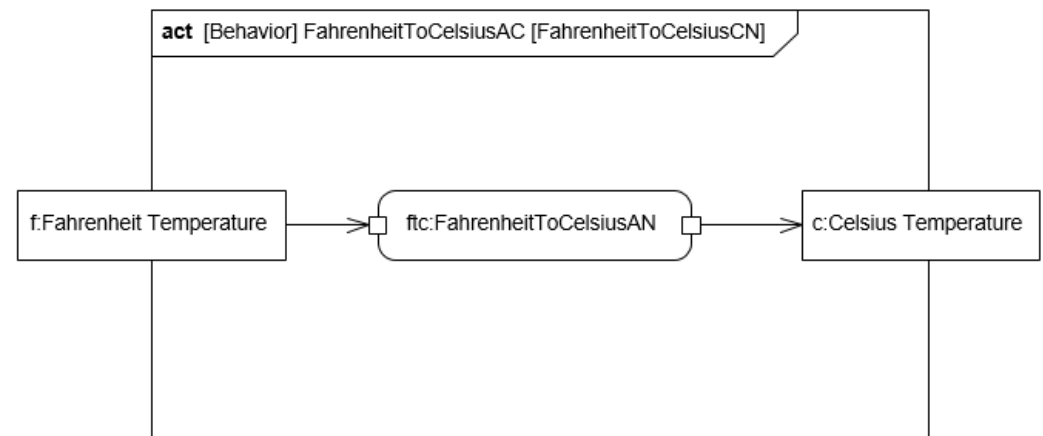 act [Behavior] FahrenheitToCelsiusAC [FahrenheitToCelsiusCN]
f:Fahrenheit Temperature
ftc:FahrenheitToCelsiusAN
c:Celsius Temperature